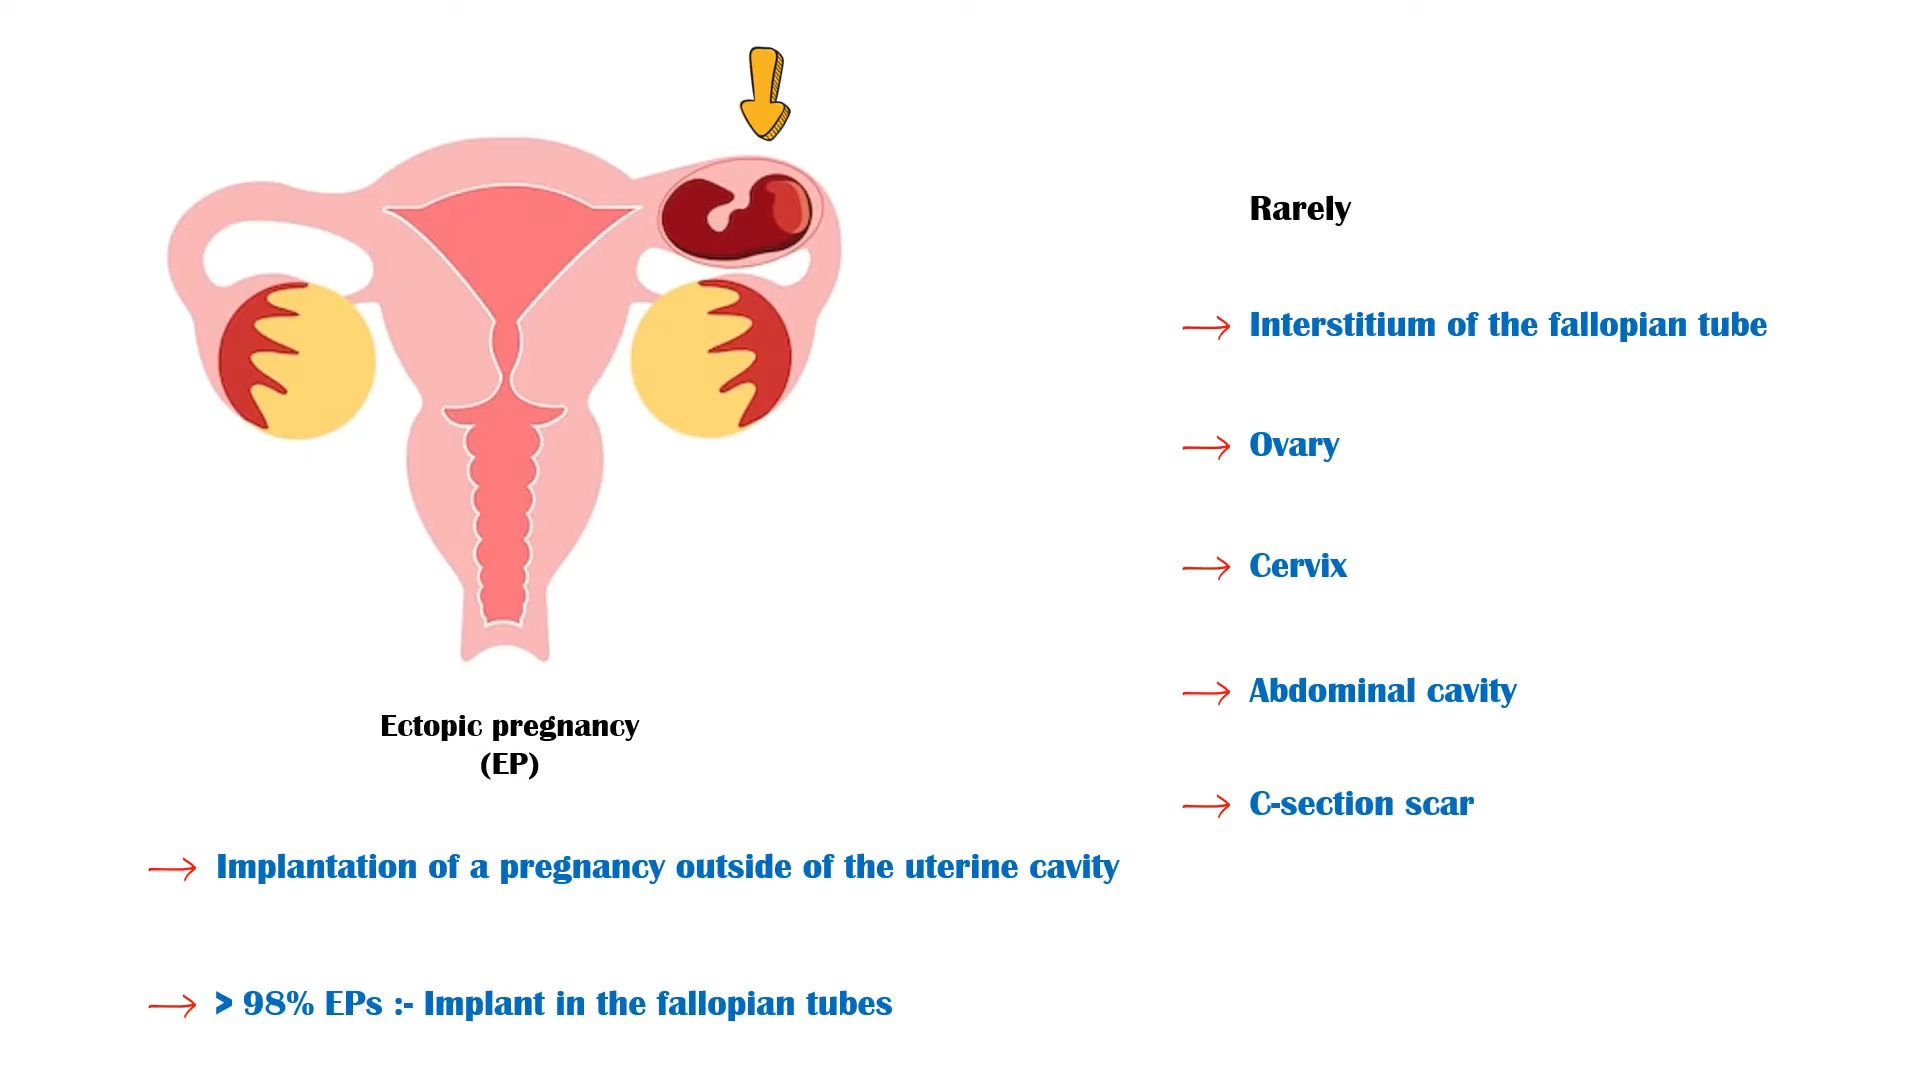 Ectopic pregnancy
(EP)
Implantation of a pregnancy outside of the uterine cavity
> 98% EPs :- Implant in the fallopian tubes
Rarely
Interstitium of the fallopian tube
Ovary
Cervix
Abdominal cavity
C-section scar